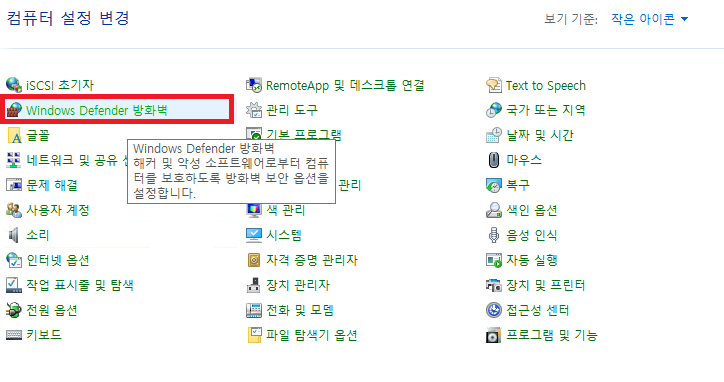 컴퓨터 설정 변경
보기 기준: 작은 아이콘
iSCSI 초기자
RemoteApp 및 데스크톱 연결
Text to Speech
Windows Defender 방화벽
관리 도구
국가 또는 지역
글꼴
기본 프로그램
날짜 및 시간
네트워크 및 공유
마우스
Windows Defender 방화벽
해커 및 악성 소프트웨어로부터 컴퓨
터를 보호하도록 방화벽 보안 옵션을
설정합니다.
문제 해결
관리
복구
사용자 계정
색 관리
색인 옵션
소리
시스템
음성 인식
인터넷 옵션
자격 증명 관리자
자동 실행
작업 표시줄 및 탐색
장치 관리자
장치 및 프린터
전원 옵션
전화 및 모뎀
접근성 센터
키보드
파일 탐색기 옵션
프로그램 및 기능